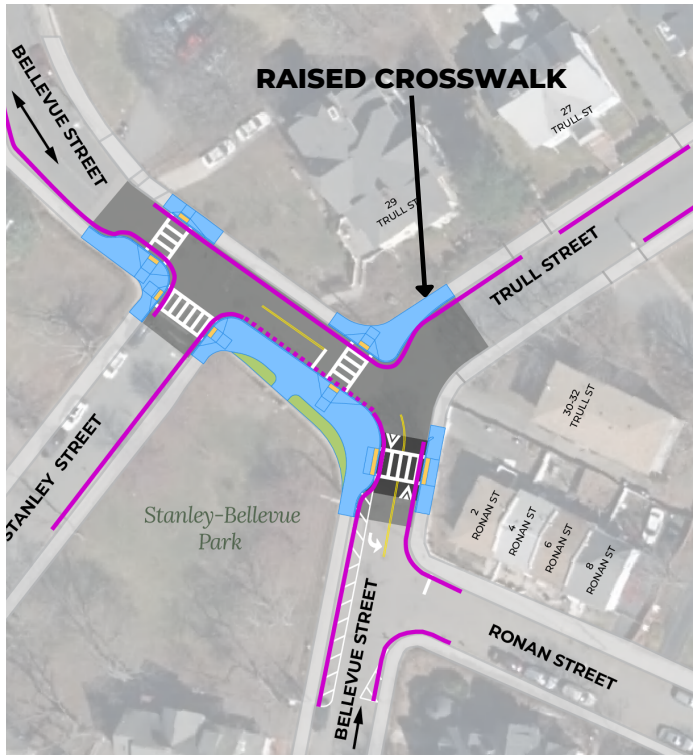 BELLEVUE STREET
RAISED CROSSWALK
27
TRULL ST
29
TRULL ST
TRULL STREET
30-32
TRULL ST
STANLEY STREET
Stanley-Bellevue
Park
2
RONAN ST
4
RONAN ST
6
RONAN ST
8
RONAN ST
BELLEVUE STREET
RONAN STREET